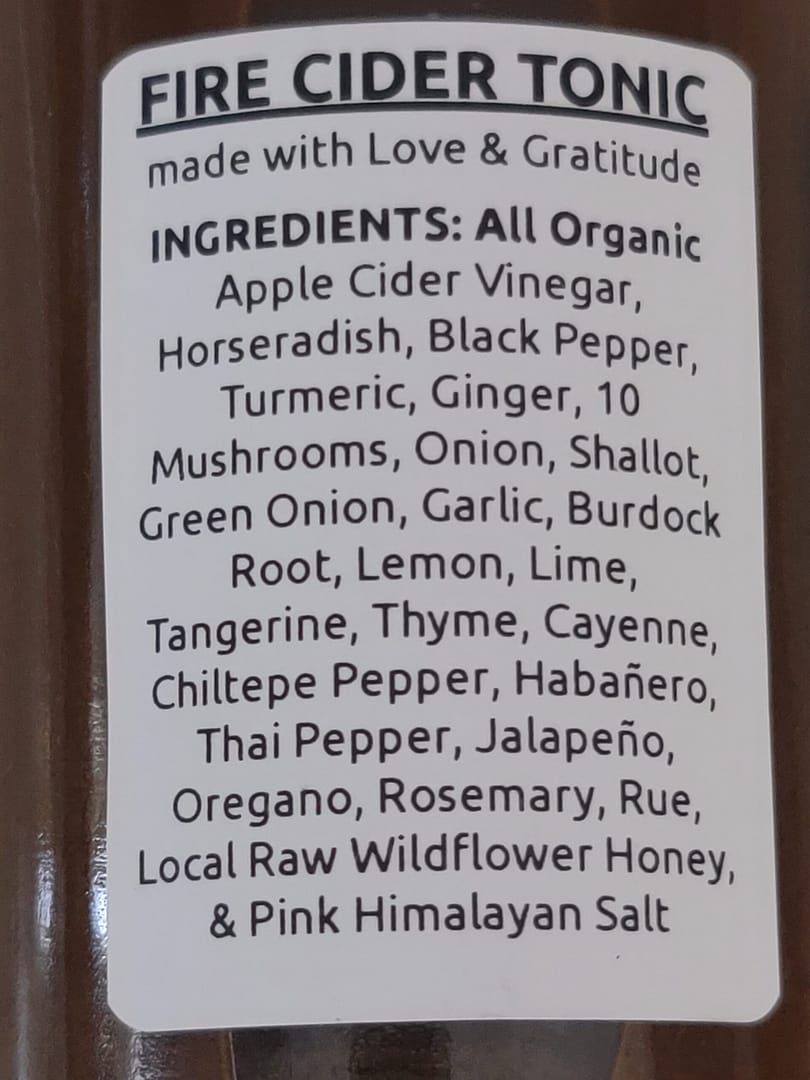 FIRE CIDER TONIC
made with Love & Gratitude
INGREDIENTS: All Organic
Apple Cider Vinegar,
Horseradish, Black Pepper,
Turmeric, Ginger, 10
Mushrooms, Onion, Shallot,
Green Onion, Garlic, Burdock
Root, Lemon, Lime,
Tangerine, Thyme, Cayenne,
Chiltepe Pepper, Habañero,
Thai Pepper, Jalapeño,
Oregano, Rosemary, Rue,
Local Raw Wildflower Honey,
& Pink Himalayan Salt